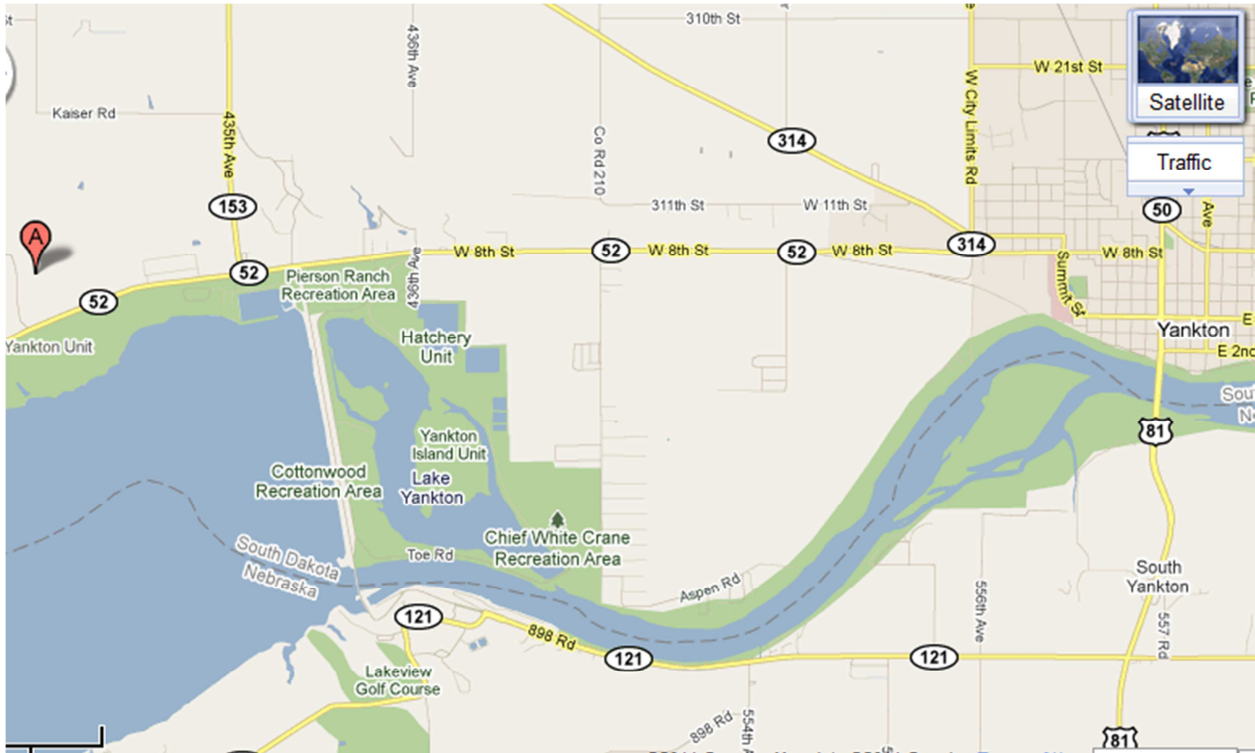 310th St
436th Ave
W 21st St
Satellite
Kaiser Rd
435th Ave
Co Rd 210
W City Limits Rd
314
Traffic
153
311th St
W 11th St
50
Ave
A
52
52
W 8th St
52
W 8th St
52
W 8th St
314
W 8th St
436th Ave
Pierson Ranch
Recreation Area
Summit St
52
Yankton Unit
Hatchery
Unit
E
Yankton
E 2nd
Yankton
Island Unit
Lake
Yankton
Cottonwood
Recreation Area
81
Chief White Crane
Recreation Area
South Dakota
Nebraska
Toe Rd
Aspen Rd
556th Ave
South
Yankton
557 Rd
121
898 Rd
121
121
Lakeview
Golf Course
898 Rd
554th
81